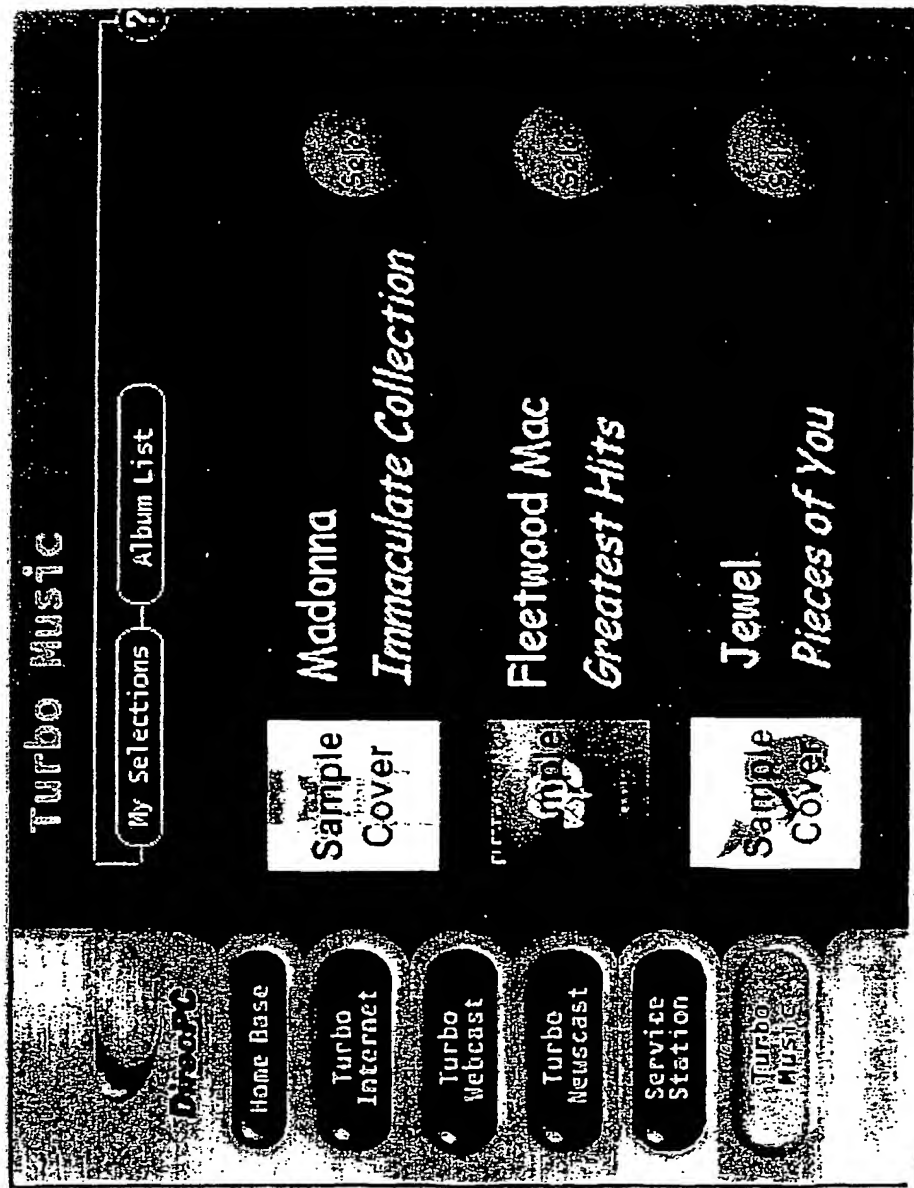 Turbo Music
?
My Selections
Album List
DirecPC
Home Base
Turbo
Internet
Turbo
Webcast
Turbo
Newscast
Service
Station
Turbo
Music
Sample
Cover
Madonna
Immaculate Collection
Fleetwood Mac
Greatest Hits
Sample
Cover
Jewel
Pieces of You